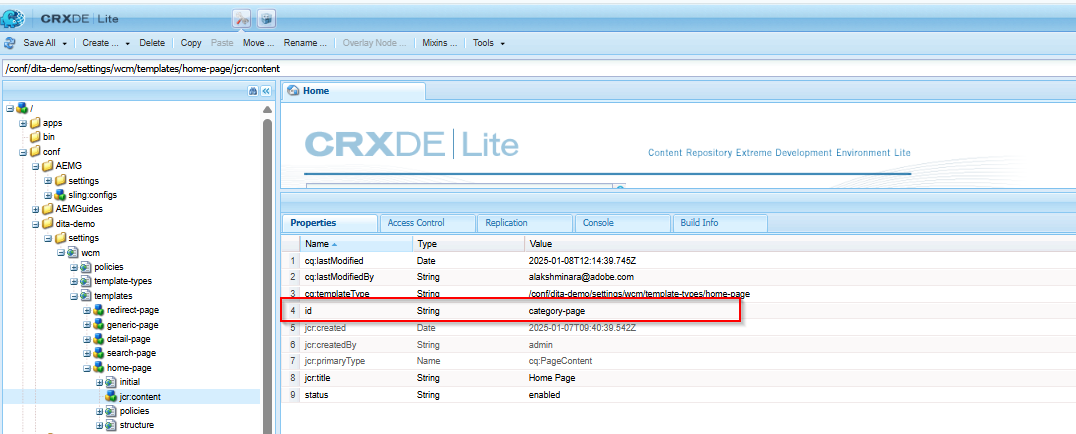 CRXDE | Lite
Save All Create ... Delete Copy Paste Move ... Rename ... Overlay Node ... Mixins ... Tools
/conf/dita-demo/settings/wcm/templates/home-page/jcr:content
/
apps
bin
conf
AEMG
settings
sling:configs
AEMGuides
dita-demo
settings
wcm
policies
template-types
templates
redirect-page
generic-page
detail-page
search-page
home-page
initial
jcr:content
policies
structure
Home
CRXDE | Lite
Content Repository Extreme Development Environment Lite
Properties Access Control Replication Console Build Info
Name Type Value
1 cq:lastModified Date 2025-01-08T12:14:39.745Z
2 cq:lastModifiedBy String alakshminara@adobe.com
3 cq:templateType String /conf/dita-demo/settings/wcm/template-types/home-page
4 id String category-page
5 jcr:created Date 2025-01-07T09:40:39.542Z
6 jcr:createdBy String admin
7 jcr:primaryType Name cq:PageContent
8 jcr:title String Home Page
9 status String enabled